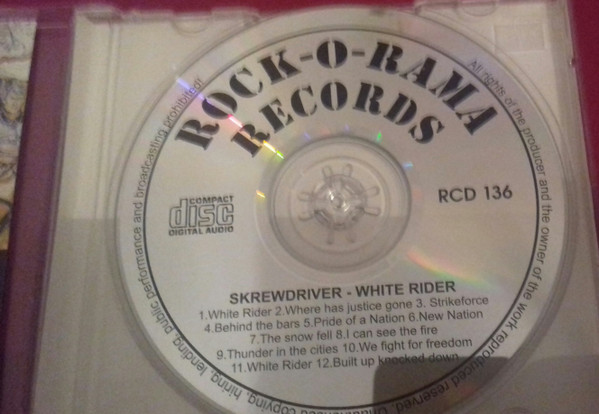 ROCK-O-RAMA
RECORDS
All rights of the producer and the owner of the work reproduced reserved. Unauthorised copying, hiring, lending public performance and broadcasting prohibited!
COMPACT
disc
DIGITAL AUDIO
RCD 136
SKREWDRIVER - WHITE RIDER
1.White Rider 2.Where has justice gone 3. Strikeforce
4.Behind the bars 5.Pride of a Nation 6.New Nation
7.The snow fell 8.I can see the fire
9.Thunder in the cities 10.We fight for freedom
11.White Rider 12.Built up knocked down